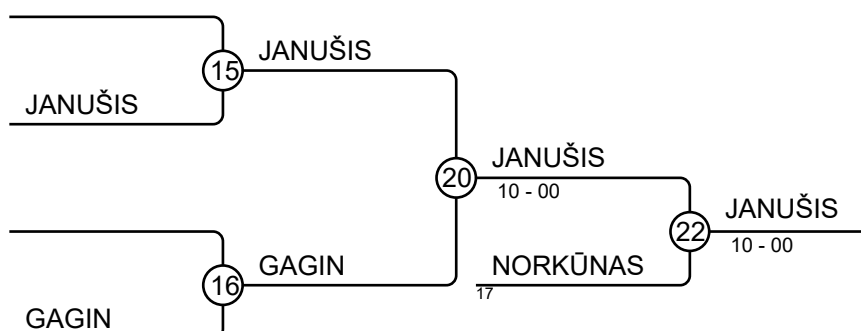 JANUŠIS
15
JANUŠIS
JANUŠIS
20
10 - 00
JANUŠIS
22
10 - 00
GAGIN
NORKŪNAS
16
17
GAGIN